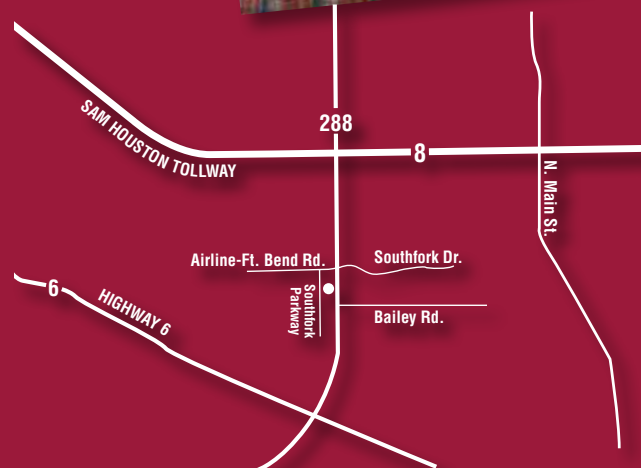 288
SAM HOUSTON TOLLWAY
8
N. Main St.
Airline-Ft. Bend Rd.
Southfork Dr.
Southfork
Parkway
Bailey Rd.
6
HIGHWAY 6